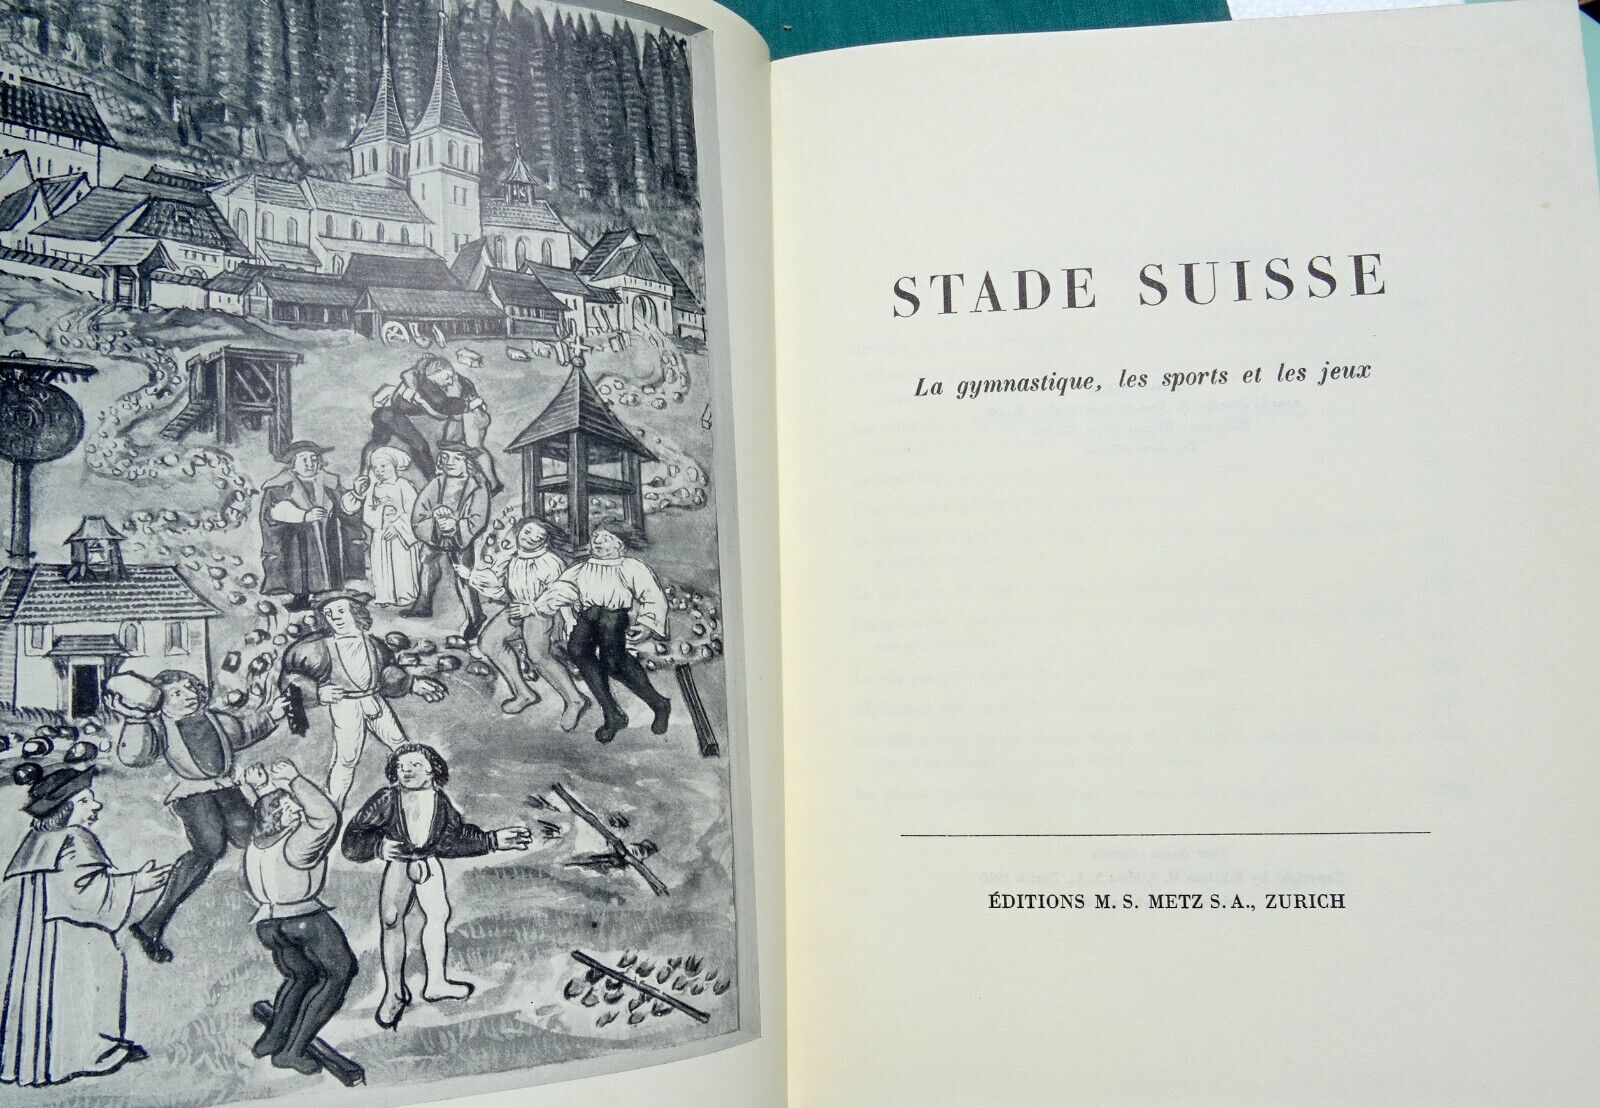 STADE SUISSE
La gymnastique, les sports et les jeux
ÉDITIONS M. S. METZ S. A., ZURICH